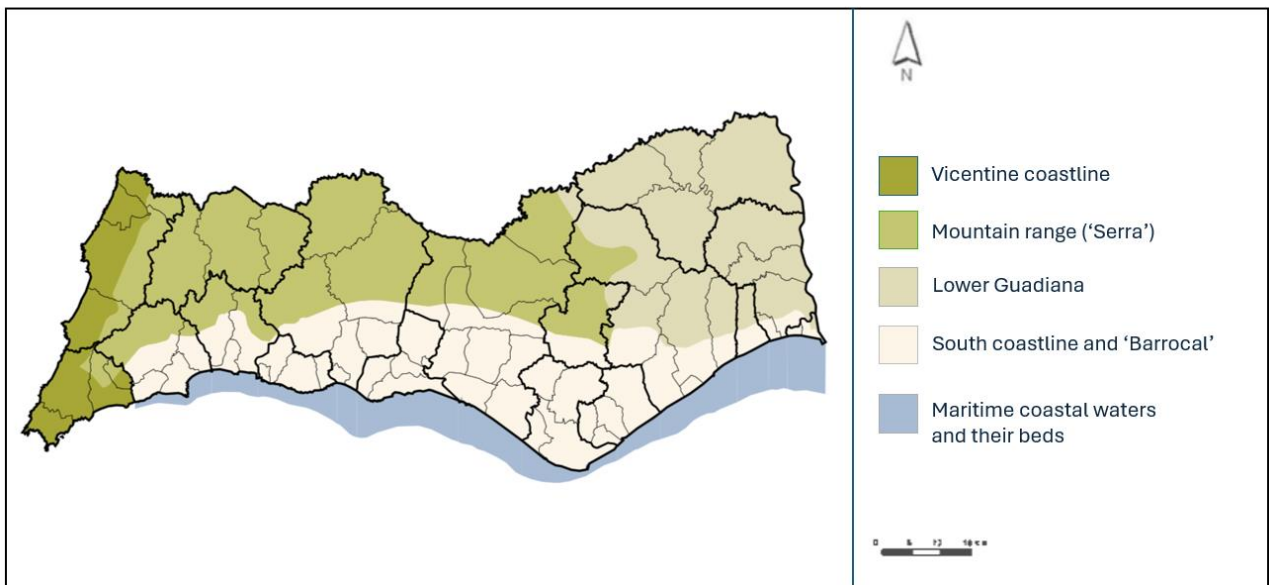 N
Vicentine coastline
Mountain range (‘Serra’)
Lower Guadiana
South coastline and ‘Barrocal’
Maritime coastal waters
and their beds